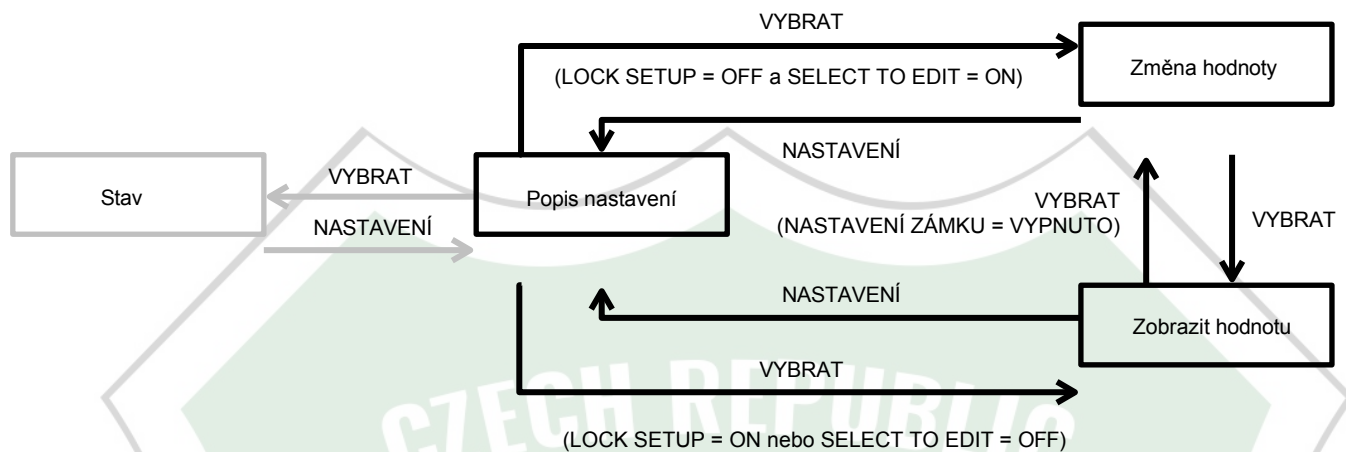 VYBRAT
(LOCK SETUP = OFF a SELECT TO EDIT = ON)
Změna hodnoty
NASTAVENÍ
Stav
VYBRAT
Popis nastavení
NASTAVENÍ
VYBRAT
(NASTAVENÍ ZÁMKU = VYPNUTO)
VYBRAT
NASTAVENÍ
Zobrazit hodnotu
VYBRAT
CZECH REPUBLIC
(LOCK SETUP = ON nebo SELECT TO EDIT = OFF)